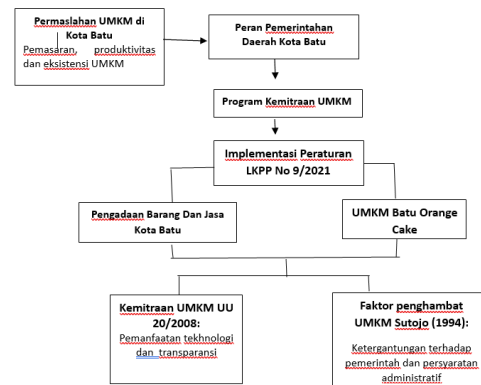 Permaslahan UMKM di
Kota Batu
Pemasaran, produktivitas
dan eksistensi UMKM
Peran Pemerintahan
Daerah Kota Batu
Program Kemitraan UMKM
Implementasi Peraturan
LKPP No 9/2021
Pengadaan Barang Dan Jasa
Kota Batu
UMKM Batu Orange
Cake
Kemitraan UMKM UU
20/2008:
Pemanfaatan tekhnologi
dan transparansi
Faktor penghambat
UMKM Sutojo (1994):
Ketergantungan terhadap
pemerintah dan persyaratan
administratif